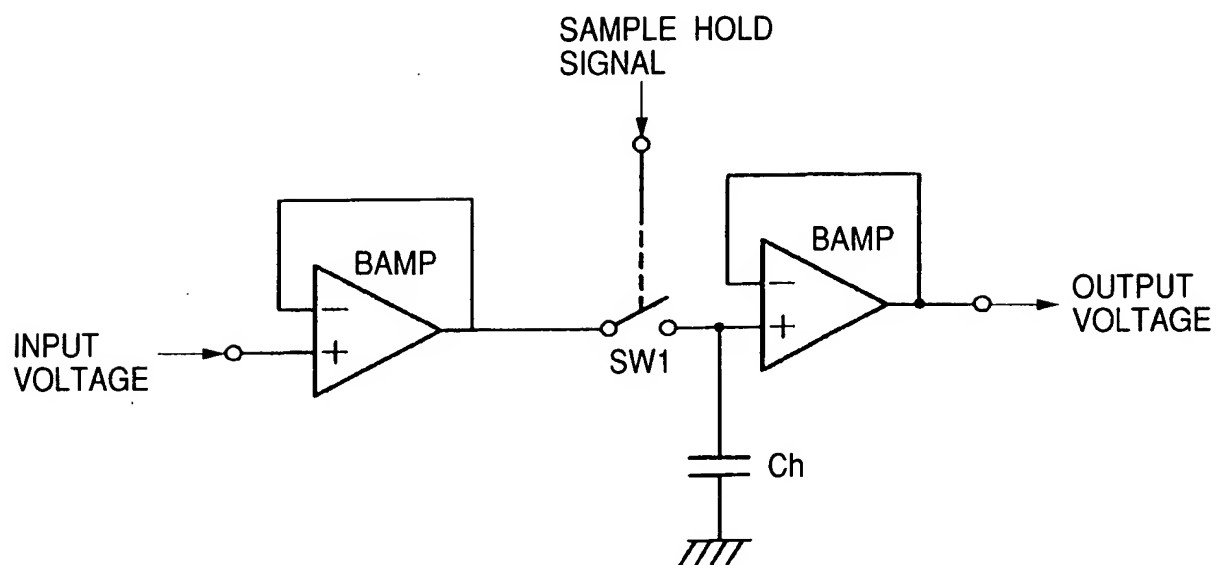 SAMPLE HOLD
SIGNAL
BAMP
BAMP
−
−
+
+
INPUT
VOLTAGE
OUTPUT
VOLTAGE
SW1
Ch